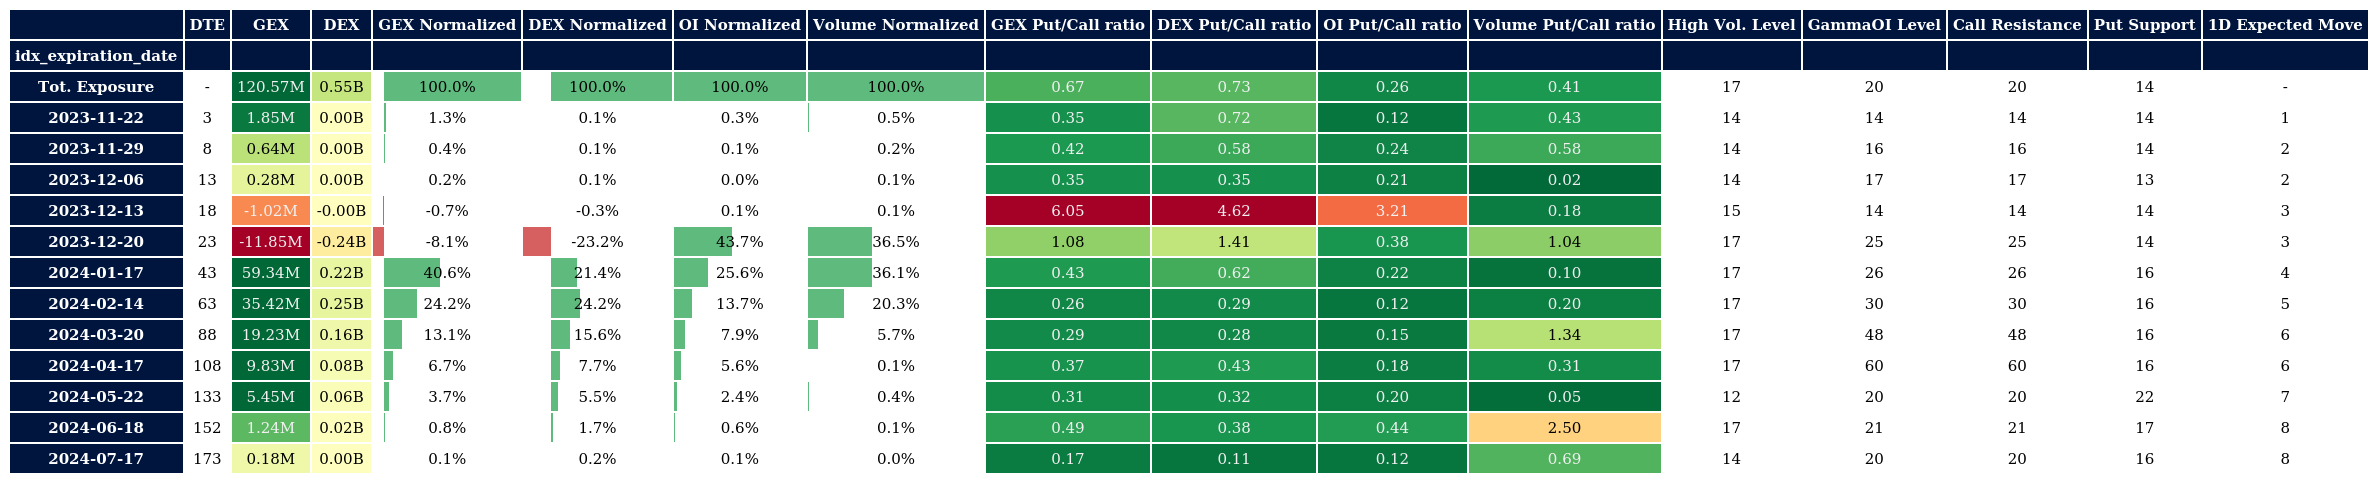 DTE GEX DEX GEX Normalized DEX Normalized OI Normalized Volume Normalized GEX Put/Call ratio DEX Put/Call ratio OI Put/Call ratio Volume Put/Call ratio High Vol. Level GammaOI Level Call Resistance Put Support 1D Expected Move
idx_expiration_date
Tot. Exposure - 120.57M 0.55B 100.0% 100.0% 100.0% 100.0% 0.67 0.73 0.26 0.41 17 20 20 14 -
2023-11-22 3 1.85M 0.00B 1.3% 0.1% 0.3% 0.5% 0.35 0.72 0.12 0.43 14 14 14 14 1
2023-11-29 8 0.64M 0.00B 0.4% 0.1% 0.1% 0.2% 0.42 0.58 0.24 0.58 14 16 16 14 2
2023-12-06 13 0.28M 0.00B 0.2% 0.1% 0.0% 0.1% 0.35 0.35 0.21 0.02 14 17 17 13 2
2023-12-13 18 -1.02M -0.00B -0.7% -0.3% 0.1% 0.1% 6.05 4.62 3.21 0.18 15 14 14 14 3
2023-12-20 23 -11.85M -0.24B -8.1% -23.2% 43.7% 36.5% 1.08 1.41 0.38 1.04 17 25 25 14 3
2024-01-17 43 59.34M 0.22B 40.6% 21.4% 25.6% 36.1% 0.43 0.62 0.22 0.10 17 26 26 16 4
2024-02-14 63 35.42M 0.25B 24.2% 24.2% 13.7% 20.3% 0.26 0.29 0.12 0.20 17 30 30 16 5
2024-03-20 88 19.23M 0.16B 13.1% 15.6% 7.9% 5.7% 0.29 0.28 0.15 1.34 17 48 48 16 6
2024-04-17 108 9.83M 0.08B 6.7% 7.7% 5.6% 0.1% 0.37 0.43 0.18 0.31 17 60 60 16 6
2024-05-22 133 5.45M 0.06B 3.7% 5.5% 2.4% 0.4% 0.31 0.32 0.20 0.05 12 20 20 22 7
2024-06-18 152 1.24M 0.02B 0.8% 1.7% 0.6% 0.1% 0.49 0.38 0.44 2.50 17 21 21 17 8
2024-07-17 173 0.18M 0.00B 0.1% 0.2% 0.1% 0.0% 0.17 0.11 0.12 0.69 14 20 20 16 8